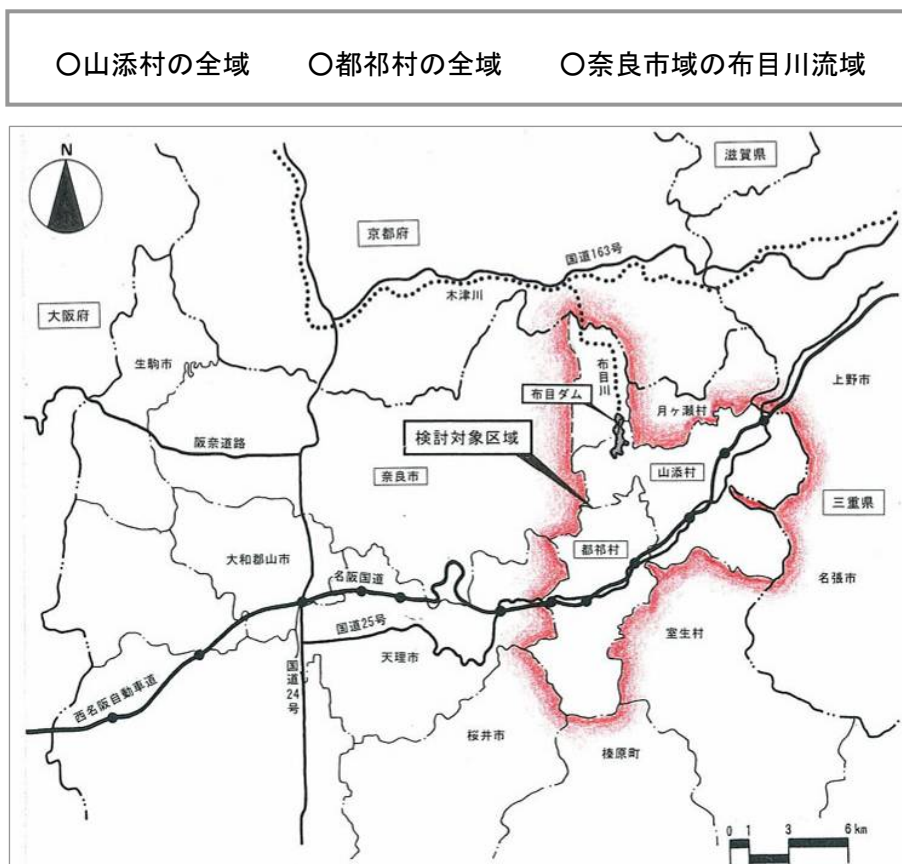 ○山添村の全域 ○都祁村の全域 ○奈良市域の布目川流域
N
滋賀県
京都府
国道163号
木津川
大阪府
生駒市
布目川
上野市
布目ダム
月ヶ瀬村
阪奈道路
検討対象区域
奈良市
山添村
三重県
都祁村
大和郡山市
名阪国道
名張市
国道25号
室生村
天理市
国道24号
西名阪自動車道
桜井市
榛原町
0 1 3 6 km